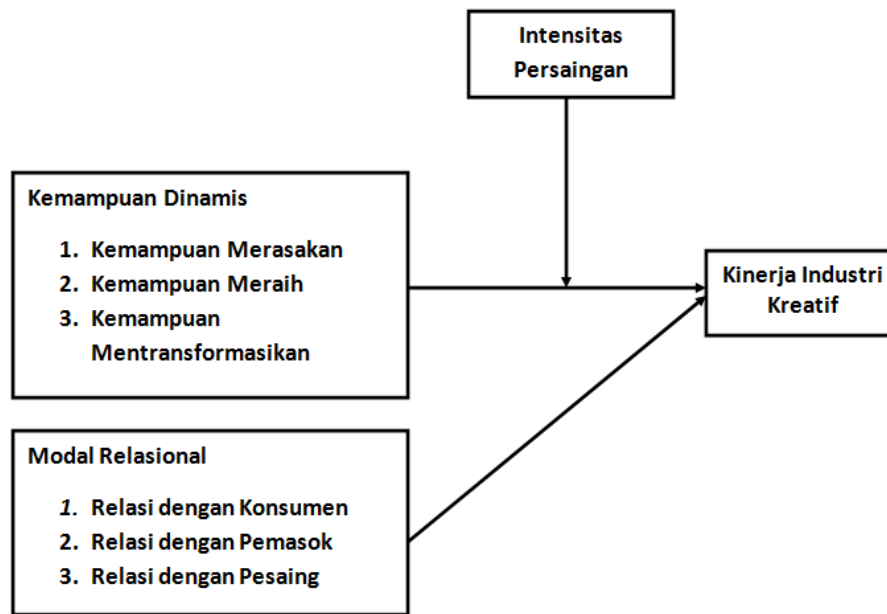 Intensitas
Persaingan
Kemampuan Dinamis
1. Kemampuan Merasakan
2. Kemampuan Meraih
3. Kemampuan
Mentransformasikan
Kinerja Industri
Kreatif
Modal Relasional
1. Relasi dengan Konsumen
2. Relasi dengan Pemasok
3. Relasi dengan Pesaing